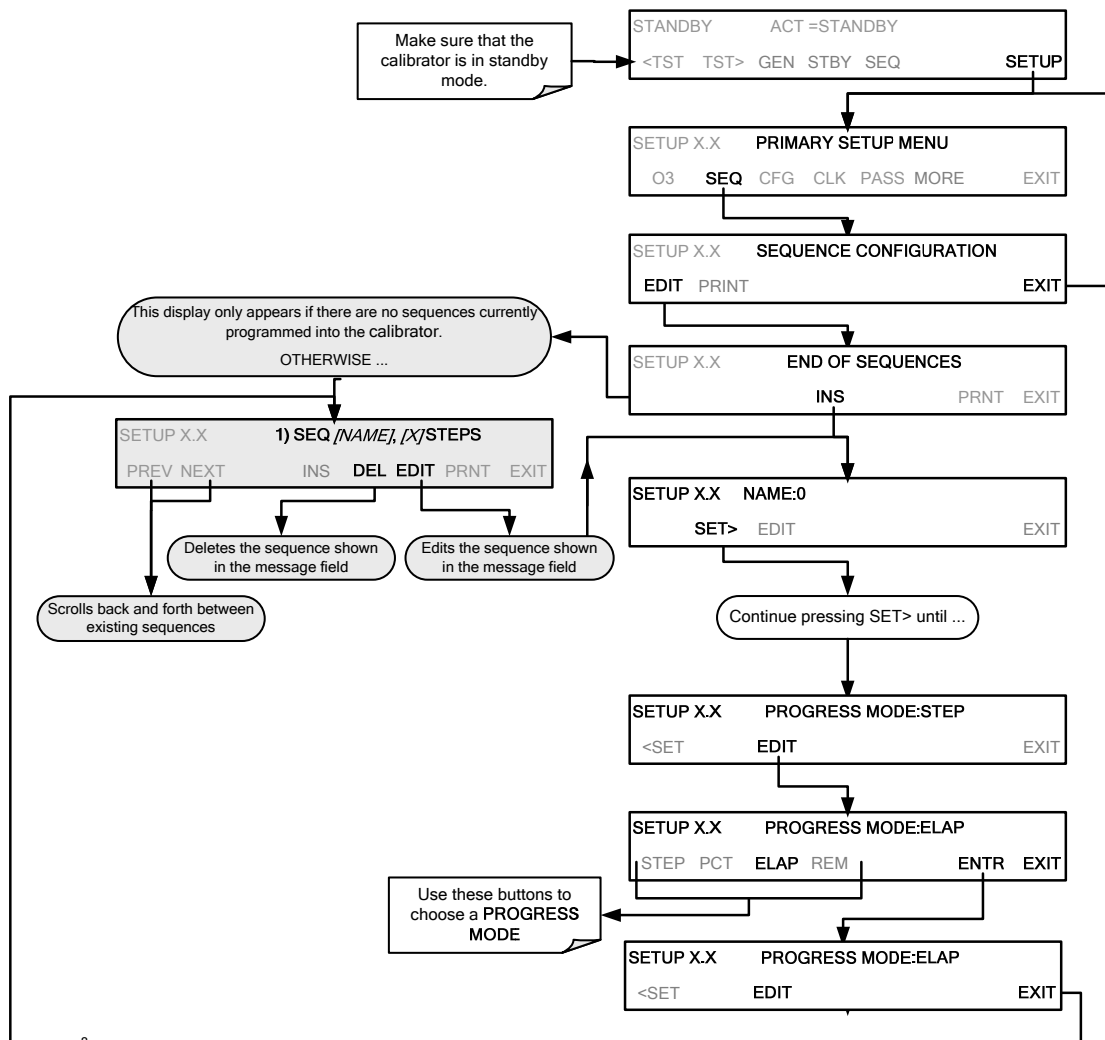 Make sure that the
calibrator is in standby
mode.
STANDBY ACT =STANDBY
<TST TST> GEN STBY SEQ SETUP
SETUP X.X PRIMARY SETUP MENU
O3 SEQ CFG CLK PASS MORE EXIT
SETUP X.X SEQUENCE CONFIGURATION
EDIT PRINT EXIT
This display only appears if there are no sequences currently
programmed into the calibrator.
OTHERWISE ...
SETUP X.X END OF SEQUENCES
INS PRNT EXIT
SETUP X.X 1) SEQ [NAME], [X] STEPS
PREV NEXT INS DEL EDIT PRNT EXIT
Deletes the sequence shown
in the message field
Edits the sequence shown
in the message field
Scrolls back and forth between
existing sequences
SETUP X.X NAME:0
SET> EDIT EXIT
Continue pressing SET> until ...
SETUP X.X PROGRESS MODE:STEP
<SET EDIT EXIT
SETUP X.X PROGRESS MODE:ELAP
STEP PCT ELAP REM ENTR EXIT
Use these buttons to
choose a PROGRESS
MODE
SETUP X.X PROGRESS MODE:ELAP
<SET EDIT EXIT